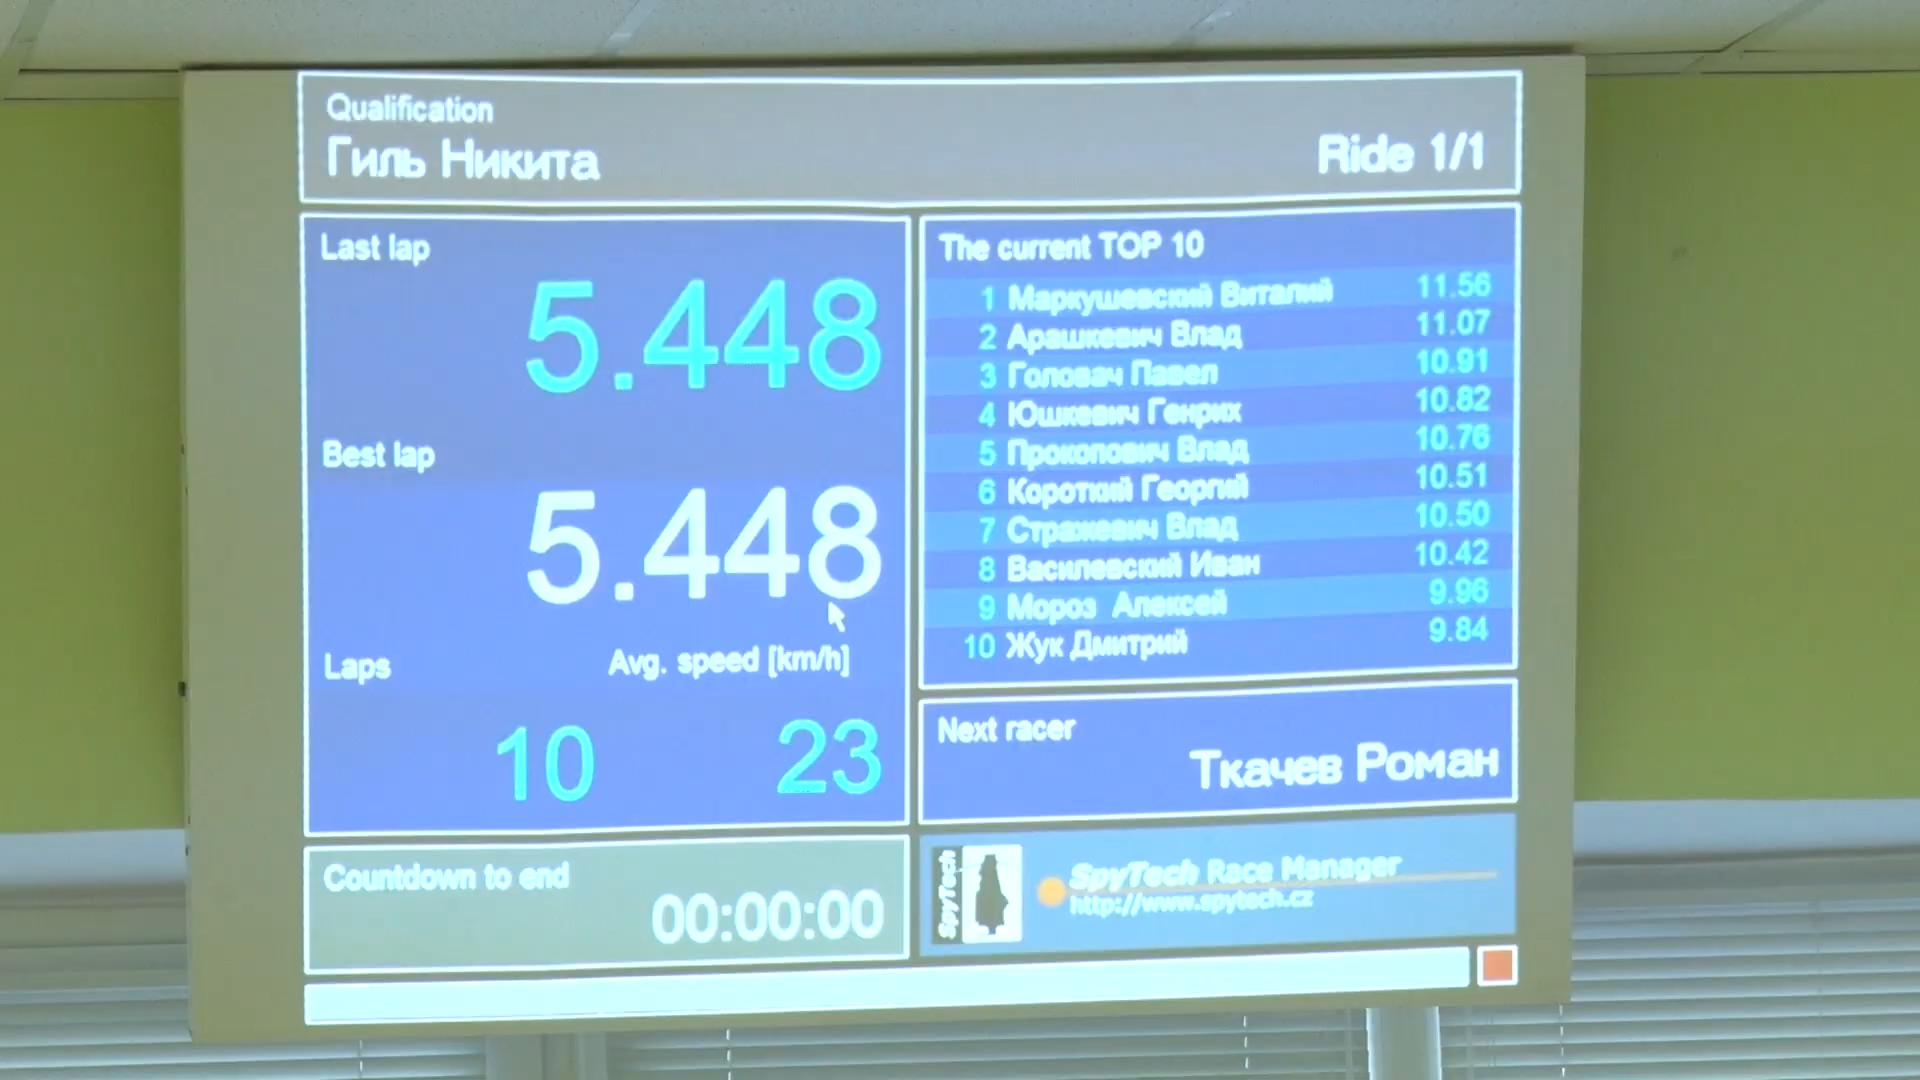 Qualification
Гиль Никита
Ride 1/1
Last lap
5.448
Best lap
5.448
Laps
Avg. speed [km/h]
10
23
Countdown to end
00:00:00
The current TOP 10
1 Маркушевский Виталий 11.56
2 Арашкевич Влад 11.07
3 Головач Павел 10.91
4 Юшкевич Генрих 10.82
5 Прокопович Влад 10.76
6 Короткий Георгий 10.51
7 Стражевич Влад 10.50
8 Василевский Иван 10.42
9 Мороз Алексей 9.96
10 Жук Дмитрий 9.84
Next racer
Ткачев Роман
SpyTech
SpyTech Race Manager
http://www.spytech.cz